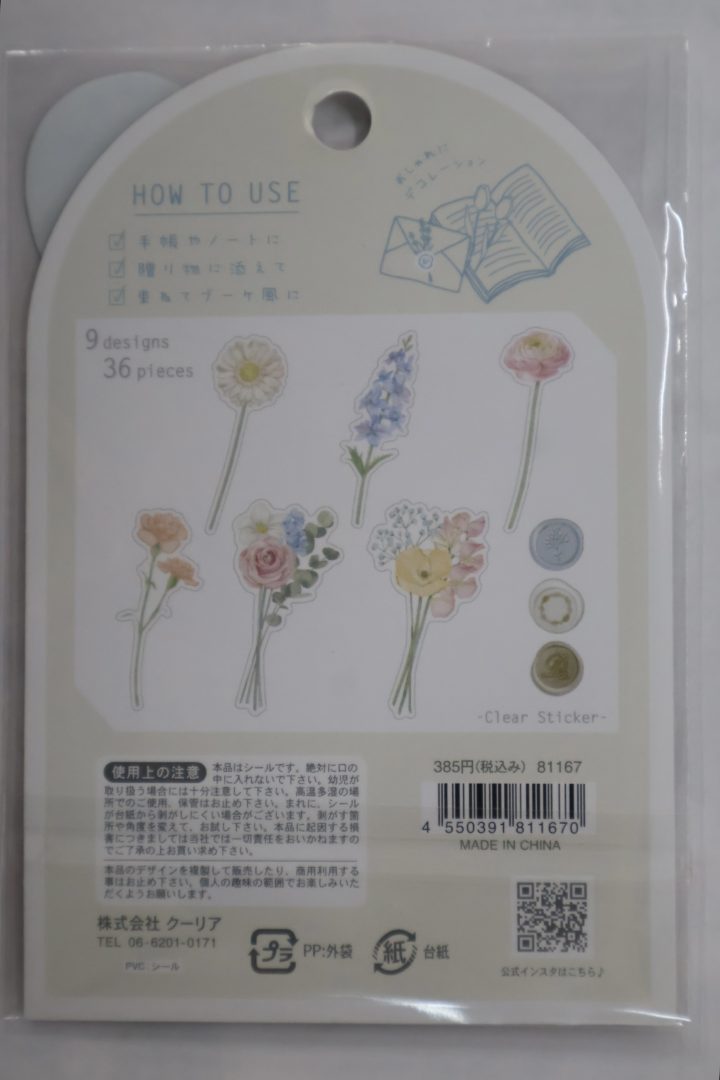 HOW TO USE
おしゃれに
デコレーション
手帳やノートに
贈り物に添えて
重ねてブーケ風に
9 designs
36 pieces
-Clear Sticker-
使用上の注意 本品はシールです。絶対に口の
中に入れないで下さい。幼児が
取り扱う場合には十分注意して下さい。高温多湿の場
所でのご使用、保管はお止め下さい。まれに、シール
が台紙から剥がしにくい場合がございます。剥がす箇
所や角度を変えて、お試し下さい。本品に起因する損
害につきましては当社では一切責任をおいかねますの
でご了承の上お買い求め下さい。
本品のデザインを複製して販売したり、商用利用する
事はお止め下さい。個人の趣味の範囲でお楽しみいた
だくようお願いします。
385円(税込み) 81167
4 550391 811670
MADE IN CHINA
株式会社 クーリア
TEL 06-6201-0171
PVC:シール
プラ PP:外袋 紙 台紙
公式インスタはこちら♪